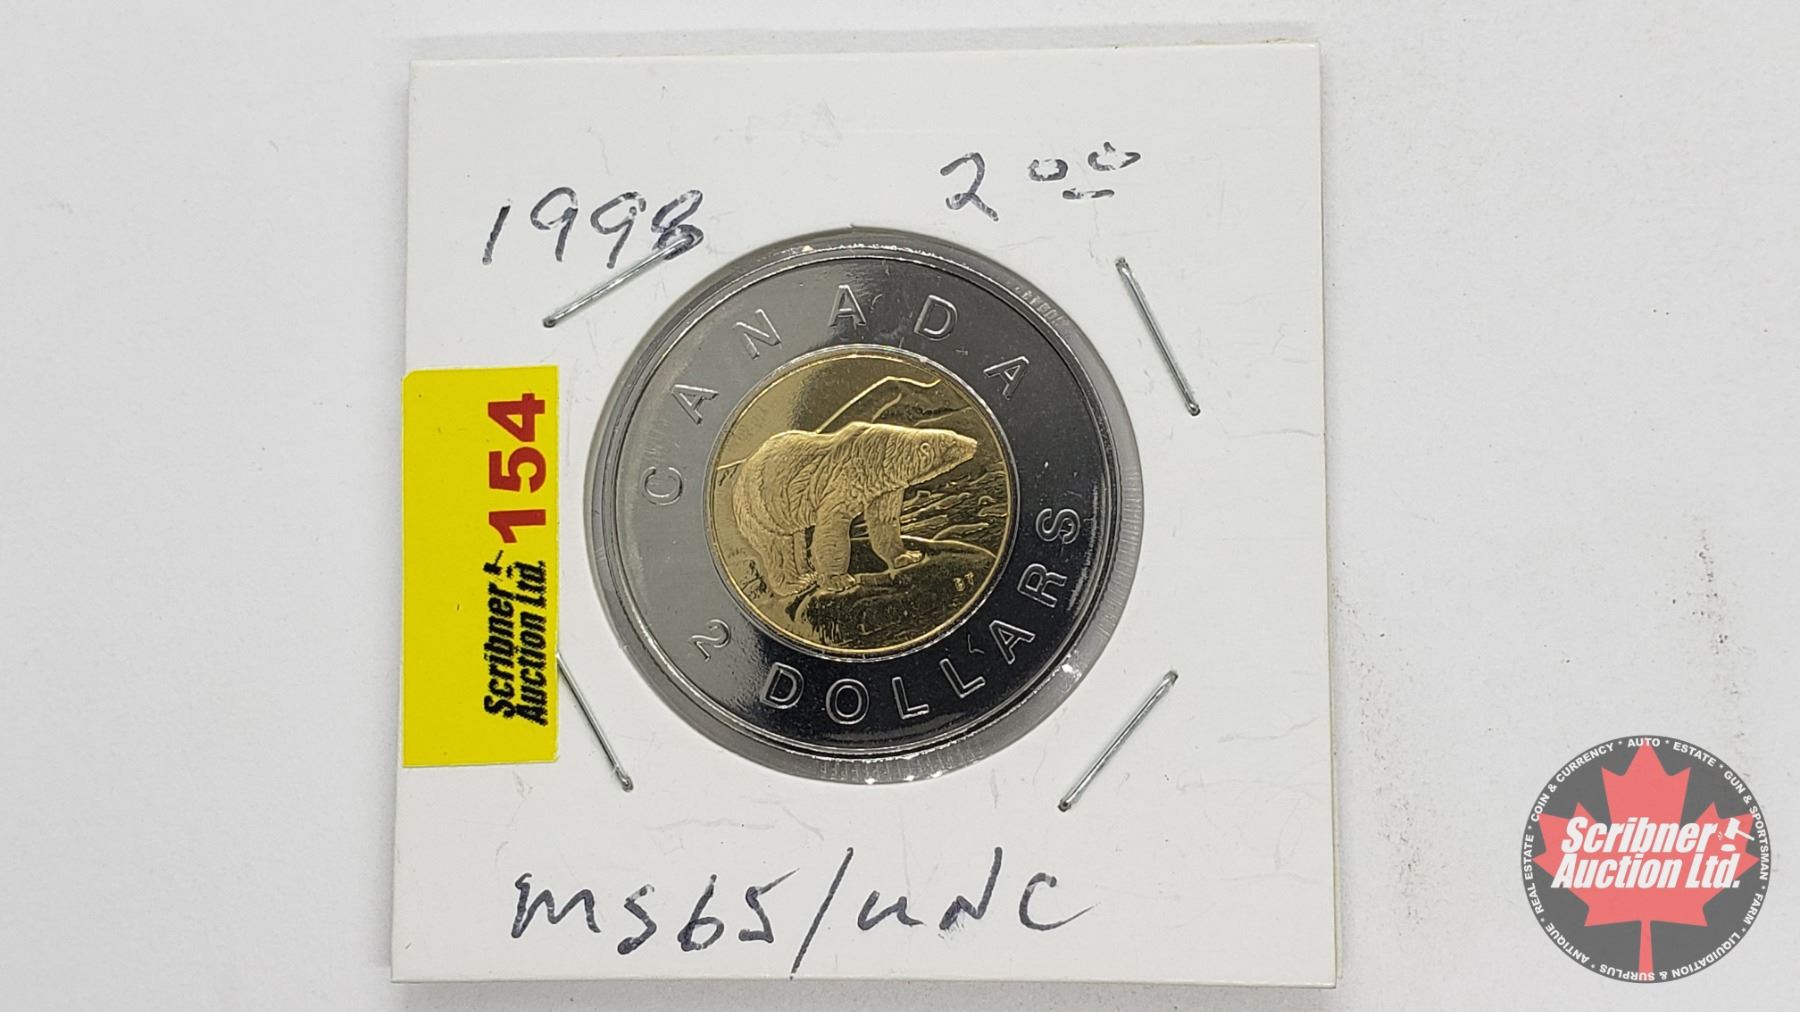 1998
2 00
CANADA
2 DOLLARS
BT
154
Scribner
Auction Ltd.
MS65/UNC
COIN & CURRENCY * AUTO * ESTATE * GUN & SPORTSMAN * FARM * LIQUIDATION & SURPLUS * ANTIQUE * REAL ESTATE *
Scribner
Auction Ltd.